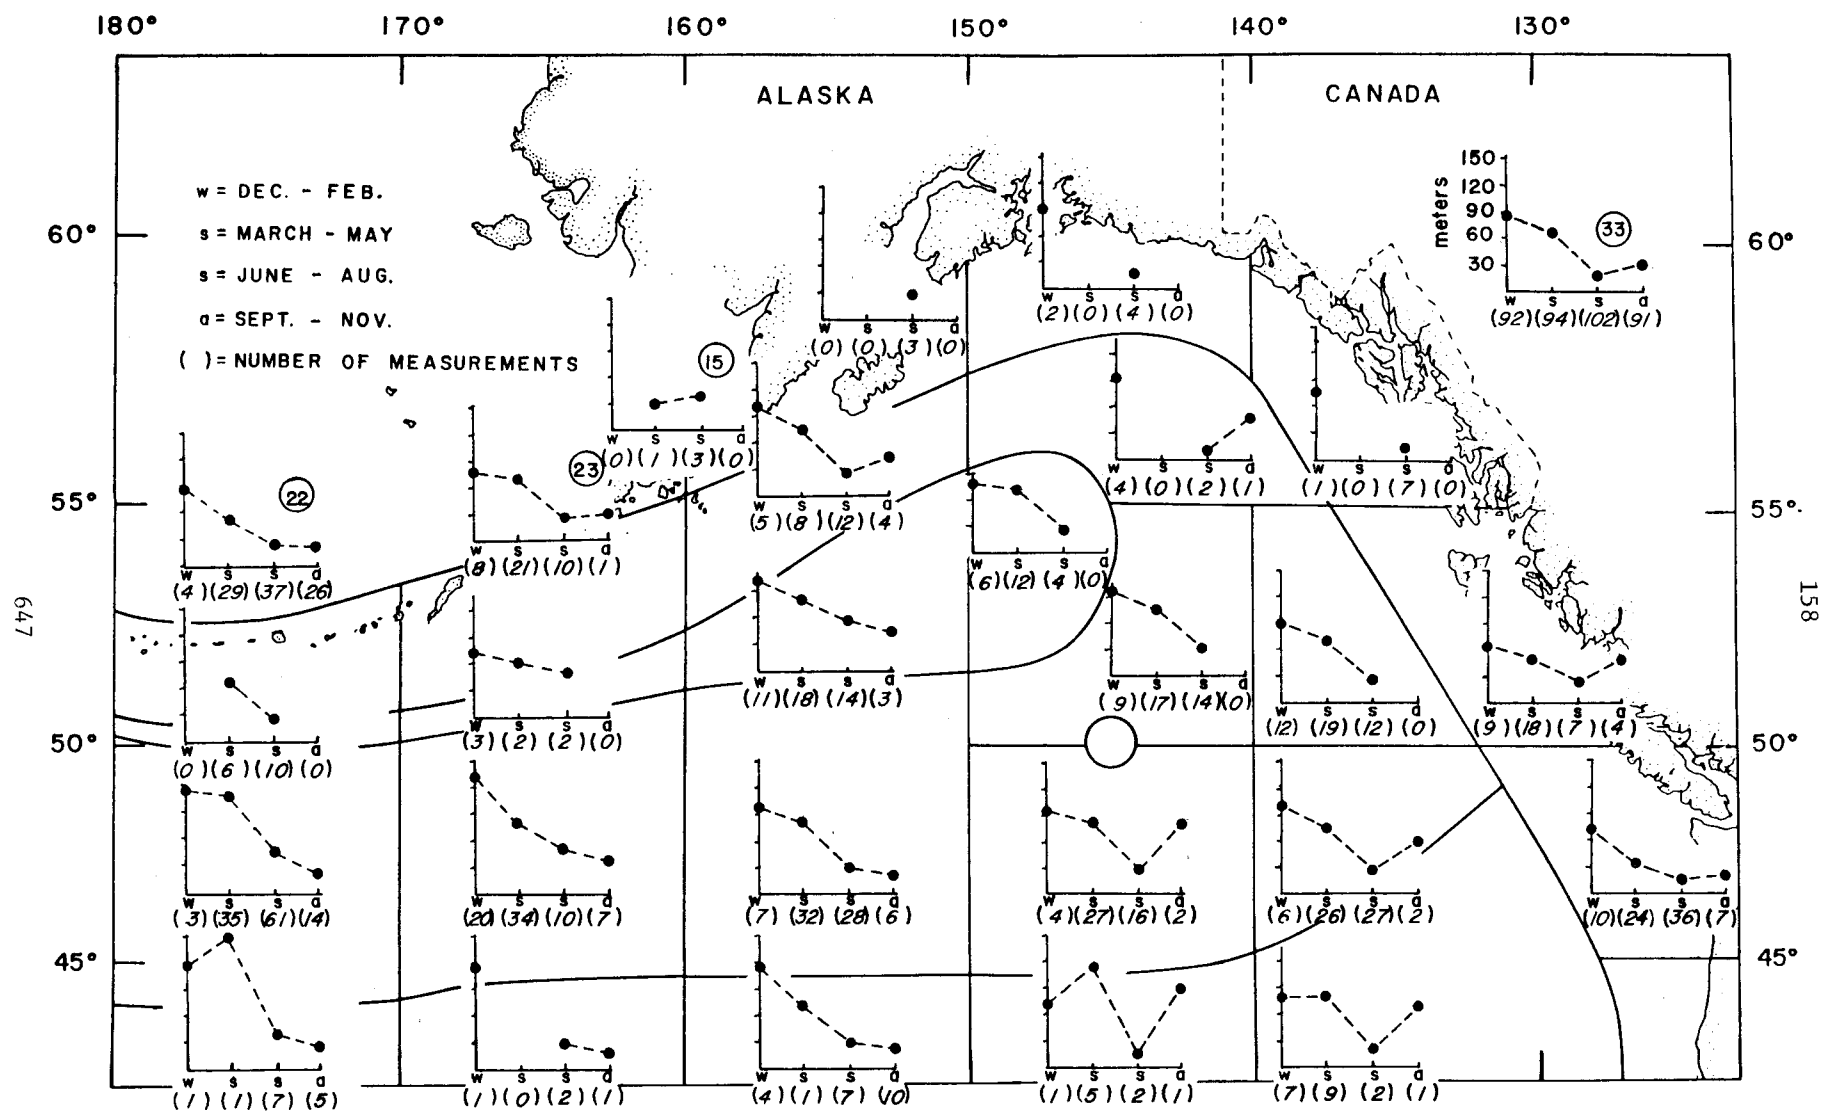 180° 170° 160° 150° 140° 130°
ALASKA CANADA
w = DEC. - FEB.
s = MARCH - MAY
s = JUNE - AUG.
a = SEPT. - NOV.
( ) = NUMBER OF MEASUREMENTS
meters
150
120
90
60
30
33
w s s a
(92)(94)(102)(91)
60° 60°
w s s a
(2)(0)(4)(0)
w s s a
(0)(0)(3)(0)
15
w s s a
(0)(1)(3)(0)
w s s a
(4)(0)(2)(1)
w s s a
(1)(0)(7)(0)
23
22
55° 55°
w s s a
(5)(8)(12)(4)
w s s a
(8)(21)(10)(1)
w s s a
(4)(29)(37)(26)
w s s a
(6)(12)(4)(0)
647
158
w s s a
(11)(18)(14)(3)
w s s a
(9)(17)(14)(0)
w s s a
(12)(19)(12)(0)
w s s a
(9)(18)(7)(4)
w s s a
(3)(2)(2)(0)
50° 50°
w s s a
(0)(6)(10)(0)
w s s a
(3)(35)(61)(14)
w s s a
(20)(34)(10)(7)
w s s a
(7)(32)(28)(6)
w s s a
(4)(27)(16)(2)
w s s a
(6)(26)(27)(2)
w s s a
(10)(24)(36)(7)
45° 45°
w s s a
(1)(1)(7)(5)
w s s a
(1)(0)(2)(1)
w s s a
(4)(1)(7)(10)
w s s a
(1)(5)(2)(1)
w s s a
(7)(9)(2)(1)